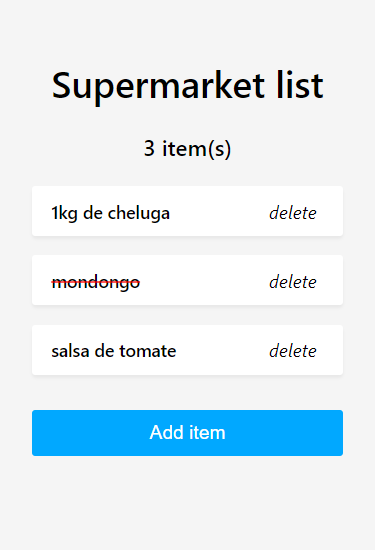 Supermarket list
3 item(s)
1kg de cheluga delete
mondongo delete
salsa de tomate delete
Add item